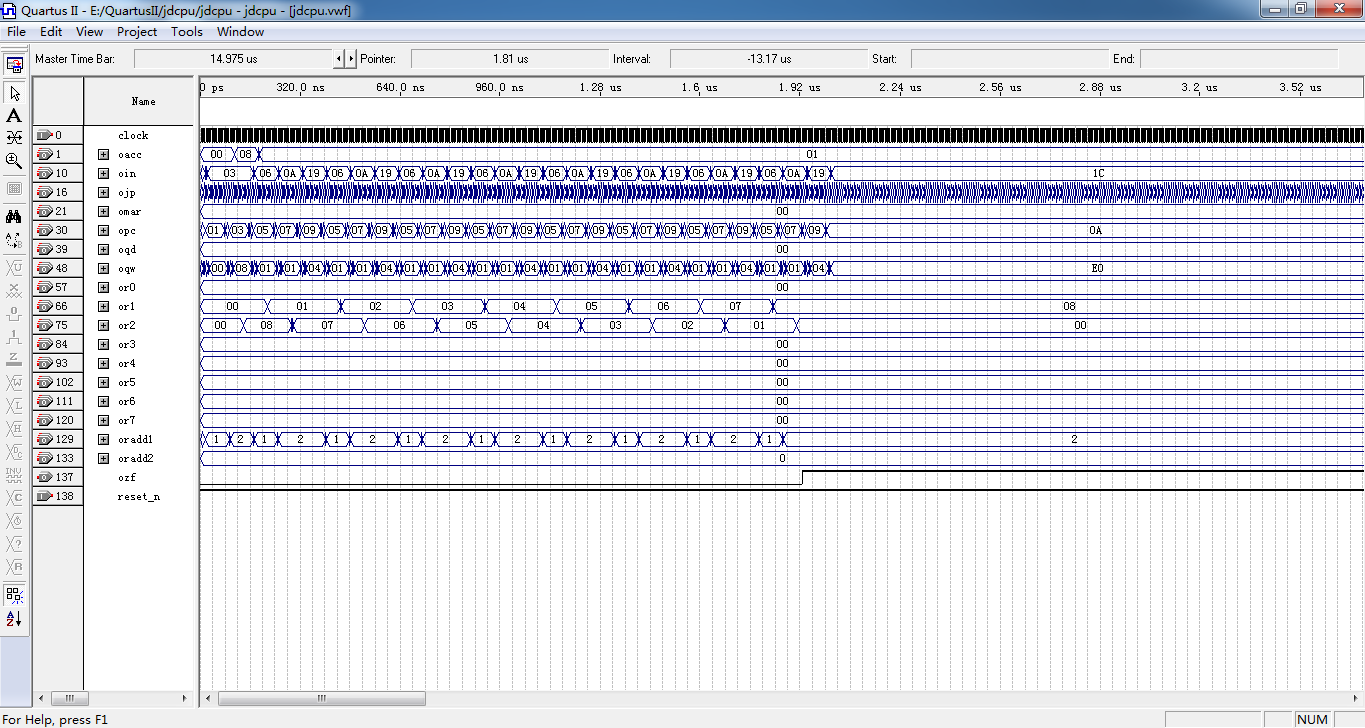 Quartus II - E:/QuartusII/jdcpu/jdcpu - jdcpu - [jdcpu.vwf]
File Edit View Project Tools Window
Master Time Bar: 14.975 us Pointer: 1.81 us Interval: -13.17 us Start: End:
Name 0 ps 320.0 ns 640.0 ns 960.0 ns 1.28 us 1.6 us 1.92 us 2.24 us 2.56 us 2.88 us 3.2 us 3.52 us
0 clock
1 oacc 00 08 01
10 oin 03 06 0A 19 06 0A 19 06 0A 19 06 0A 19 06 0A 19 06 0A 19 06 0A 19 06 0A 19 1C
16 ojp
21 omar 00
30 opc 01 03 05 07 09 05 07 09 05 07 09 05 07 09 05 07 09 05 07 09 05 07 09 05 07 09 0A
39 oqd 00
48 oqw 00 08 01 01 04 01 01 04 01 01 04 01 01 04 01 01 04 01 01 04 01 01 04 01 01 04 E0
57 or0 00
66 or1 00 01 02 03 04 05 06 07 08
75 or2 00 08 07 06 05 04 03 02 01 00
84 or3 00
93 or4 00
102 or5 00
111 or6 00
120 or7 00
129 oradd1 1 2 1 2 1 2 1 2 1 2 1 2 1 2 1 2 1 2
133 oradd2 0
137 ozf
138 reset_n
For Help, press F1 NUM